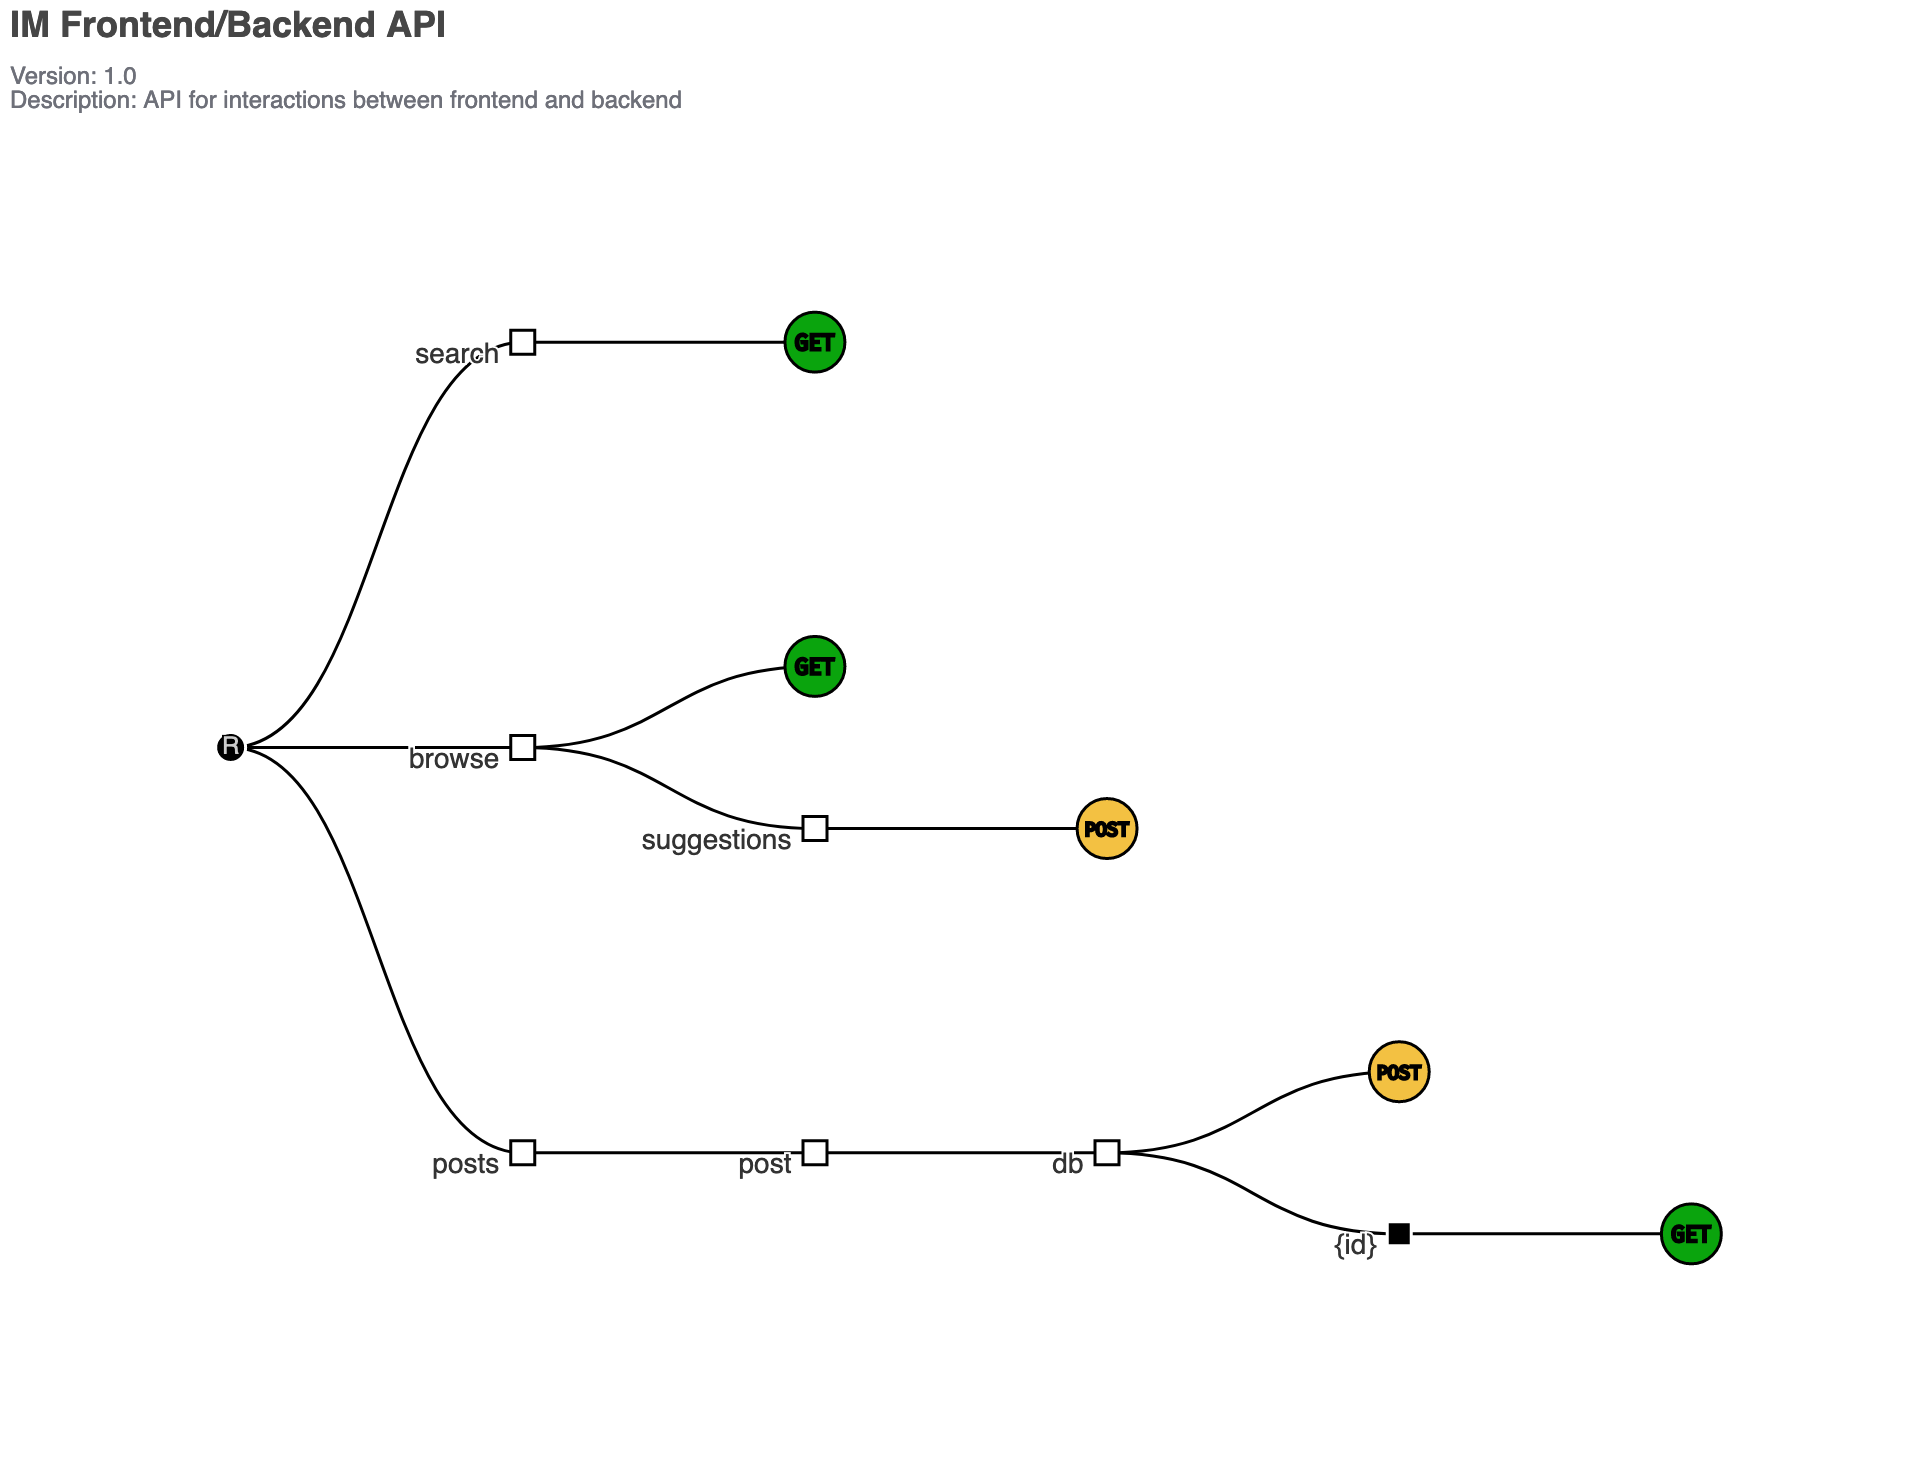 IM Frontend/Backend API
Version: 1.0
Description: API for interactions between frontend and backend
search
GET
GET
R
browse
suggestions
POST
POST
posts
post
db
{id}
GET